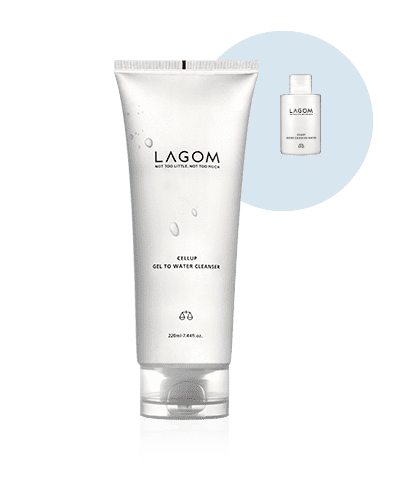 LAGOM
NOT TOO LITTLE, NOT TOO MUCH
CELLUP
GEL TO WATER CLEANSER
220ml·7.44fl.oz.
LAGOM